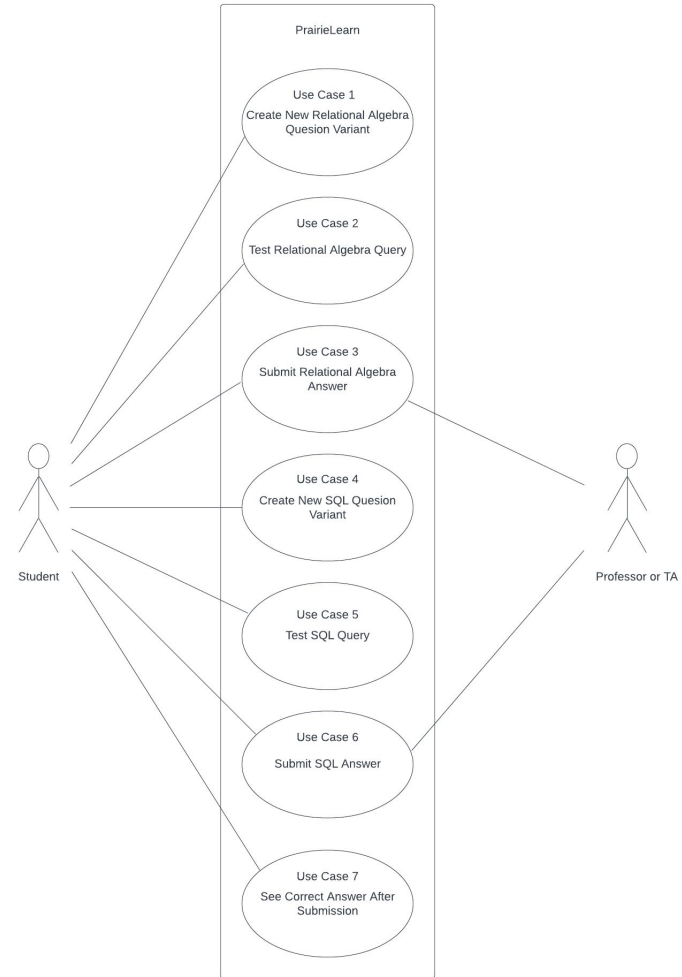 PrairieLearn
Use Case 1
Create New Relational Algebra
Quesion Variant
Use Case 2
Test Relational Algebra Query
Use Case 3
Submit Relational Algebra
Answer
Use Case 4
Create New SQL Quesion
Variant
Student
Professor or TA
Use Case 5
Test SQL Query
Use Case 6
Submit SQL Answer
Use Case 7
See Correct Answer After
Submission